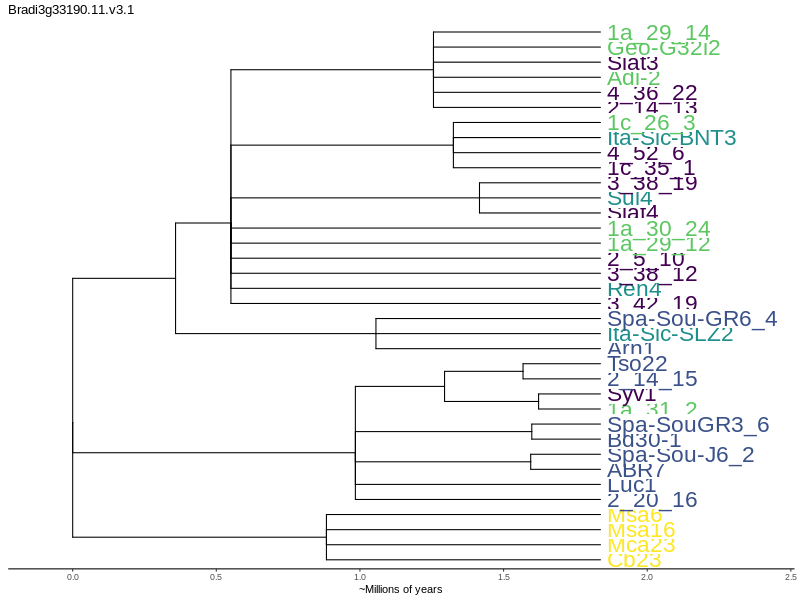 Bradi3g33190.11.v3.1
1a_29_14
Geo-G32i2
Siat3
Adi-2
4_36_22
2_14_13
1c_26_3
Ita-Sic-BNT3
4_52_6
1c_35_1
3_38_19
Sul4
Siat4
1a_30_24
1a_29_12
2_5_10
3_38_12
Ren4
3_42_19
Spa-Sou-GR6_4
Ita-Sic-SLZ2
Arn1
Tso22
2_14_15
Syv1
1a_31_2
Spa-SouGR3_6
Bd30-1
Spa-Sou-J6_2
ABR7
Luc1
2_20_16
Msa6
Msa16
Mca23
Cb23
0.0 0.5 1.0 1.5 2.0 2.5
~Millions of years